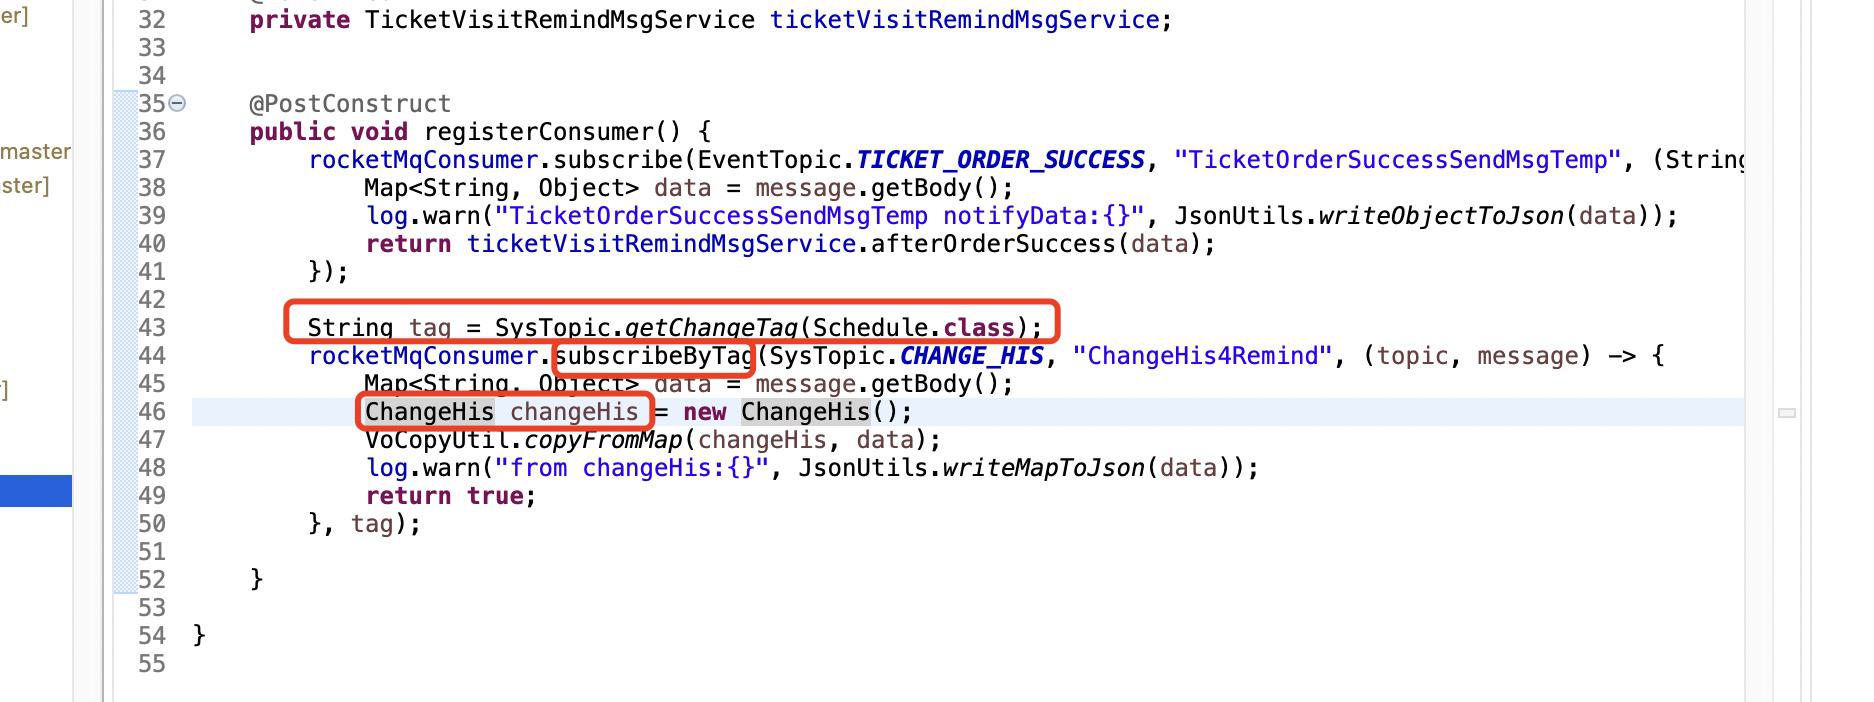 er]
master
ster]
]
32 private TicketVisitRemindMsgService ticketVisitRemindMsgService;
33
34
35 @PostConstruct
36 public void registerConsumer() {
37 rocketMqConsumer.subscribe(EventTopic.TICKET_ORDER_SUCCESS, "TicketOrderSuccessSendMsgTemp", (String
38 Map<String, Object> data = message.getBody();
39 log.warn("TicketOrderSuccessSendMsgTemp notifyData:{}", JsonUtils.writeObjectToJson(data));
40 return ticketVisitRemindMsgService.afterOrderSuccess(data);
41 });
42
43 String tag = SysTopic.getChangeTag(Schedule.class);
44 rocketMqConsumer.subscribeByTag(SysTopic.CHANGE_HIS, "ChangeHis4Remind", (topic, message) -> {
45 Map<String, Object> data = message.getBody();
46 ChangeHis changeHis = new ChangeHis();
47 VoCopyUtil.copyFromMap(changeHis, data);
48 log.warn("from changeHis:{}", JsonUtils.writeMapToJson(data));
49 return true;
50 }, tag);
51
52 }
53
54 }
55